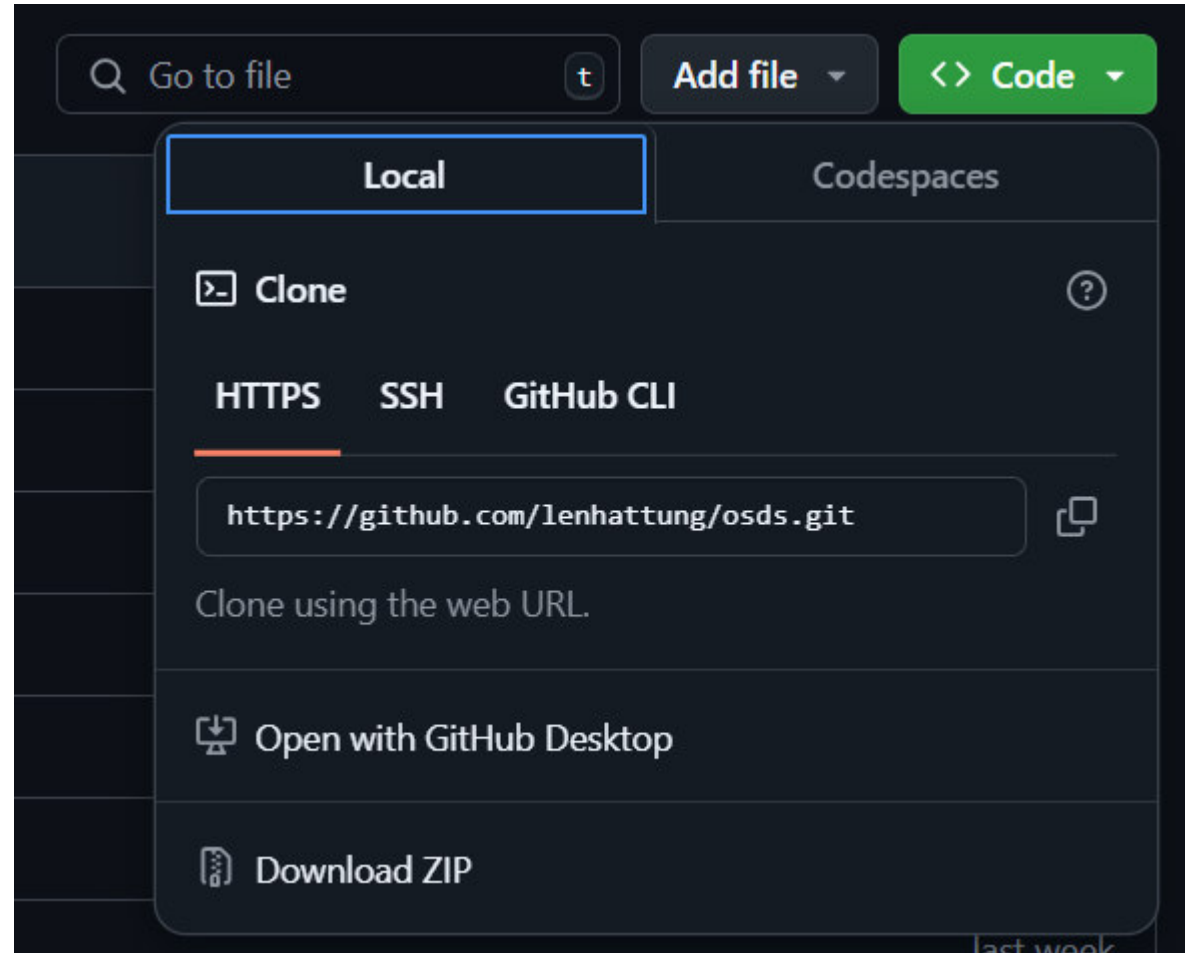 Go to file t Add file <> Code
Local Codespaces
>_ Clone ?
HTTPS SSH GitHub CLI
https://github.com/lenhattung/osds.git
Clone using the web URL.
Open with GitHub Desktop
Download ZIP
last week